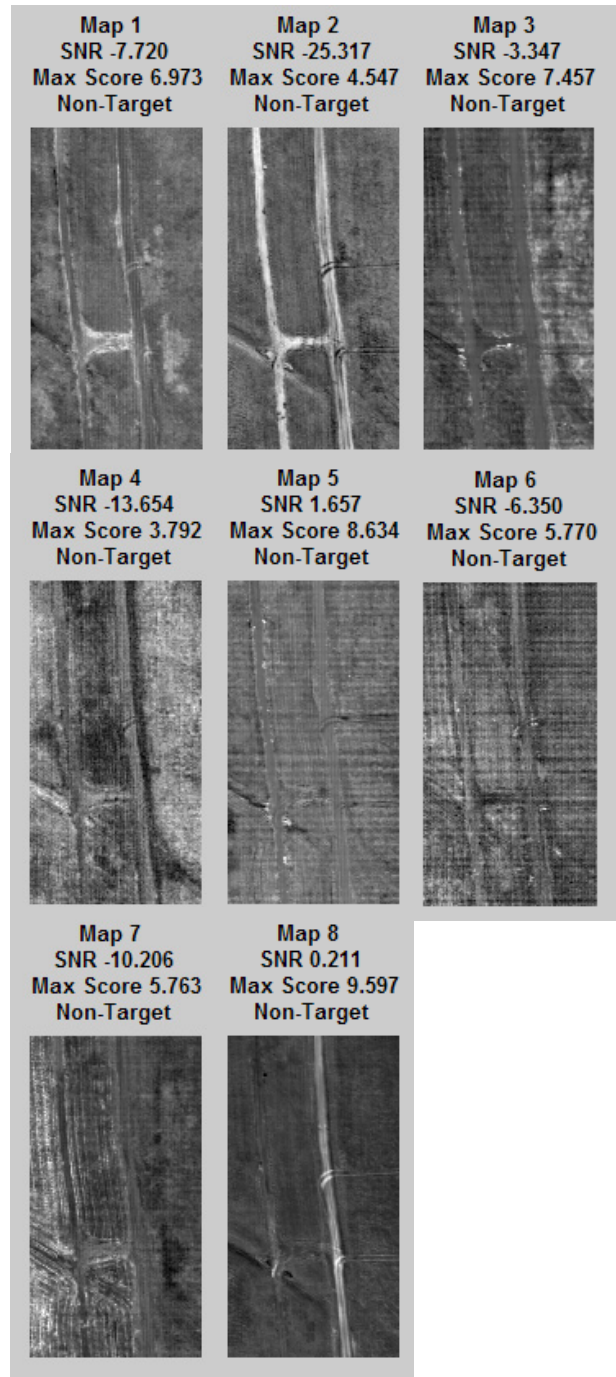 Map 1
SNR -7.720
Max Score 6.973
Non-Target
Map 2
SNR -25.317
Max Score 4.547
Non-Target
Map 3
SNR -3.347
Max Score 7.457
Non-Target
Map 4
SNR -13.654
Max Score 3.792
Non-Target
Map 5
SNR 1.657
Max Score 8.634
Non-Target
Map 6
SNR -6.350
Max Score 5.770
Non-Target
Map 7
SNR -10.206
Max Score 5.763
Non-Target
Map 8
SNR 0.211
Max Score 9.597
Non-Target